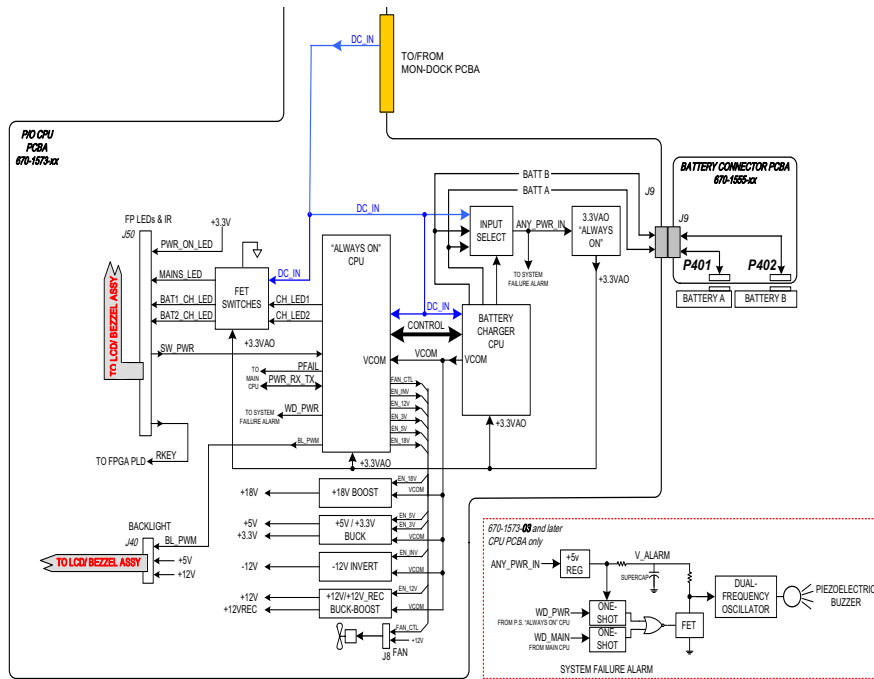 DC_IN
TO/FROM
MON-DOCK PCBA
P/O CPU
PCBA
670-1573-xx
BATTERY CONNECTOR PCBA
670-1555-xx
J9
J9
BATT B
BATT A
FP LEDs & IR
J50
+3.3V
PWR_ON_LED
MAINS_LED
BAT1_CH_LED
BAT2_CH_LED
SW_PWR
+3.3VAO
FET
SWITCHES
DC_IN
CH_LED1
CH_LED2
"ALWAYS ON"
CPU
DC_IN
INPUT
SELECT
ANY_PWR_IN
3.3VAO
"ALWAYS
ON"
+3.3VAO
TO SYSTEM
FAILURE ALARM
P401
P402
BATTERY A
BATTERY B
TO LCD/ BEZZEL ASSY
DC_IN
CONTROL
BATTERY
CHARGER
CPU
VCOM
VCOM
VCOM
PFAIL
TO
MAIN
CPU
PWR_RX_TX
TO SYSTEM
FAILURE ALARM
WD_PWR
BL_PWM
FAN_CTL
EN_INV
EN_12V
EN_3V
EN_5V
EN_18V
+3.3VAO
+3.3VAO
TO FPGA PLD
RKEY
+18V
+18V BOOST
EN_18V
VCOM
+5V
+3.3V
+5V / +3.3V
BUCK
EN_5V
EN_3V
VCOM
-12V
-12V INVERT
EN_INV
VCOM
+12V
+12VREC
+12V/+12V_REC
BUCK-BOOST
EN_12V
VCOM
FAN_CTL
+12V
J8
FAN
BACKLIGHT
J40
BL_PWM
+5V
+12V
TO LCD/ BEZZEL ASSY
670-1573-03 and later
CPU PCBA only
ANY_PWR_IN
+5v
REG
V_ALARM
SUPERCAP
WD_PWR
FROM P.S. "ALWAYS ON" CPU
ONE-
SHOT
WD_MAIN
FROM MAIN CPU
ONE-
SHOT
FET
DUAL-
FREQUENCY
OSCILLATOR
PIEZOELECTRIC
BUZZER
SYSTEM FAILURE ALARM